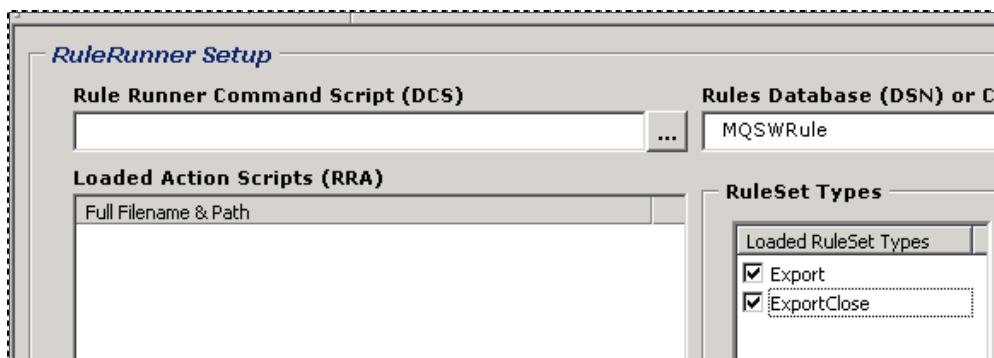 RuleRunner Setup
Rule Runner Command Script (DCS)
Rules Database (DSN) or C
...
MQSWRule
Loaded Action Scripts (RRA)
RuleSet Types
Full Filename & Path
Loaded RuleSet Types
Export
ExportClose